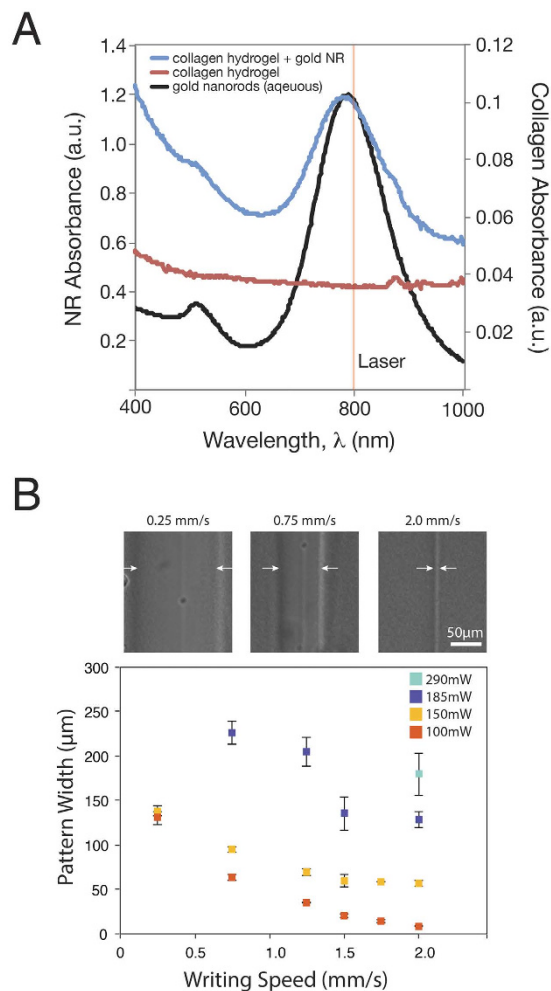 A
collagen hydrogel + gold NR
collagen hydrogel
gold nanorods (aqeuous)
NR Absorbance (a.u.)
1.4
1.2
1.0
0.8
0.6
0.4
0.2
0.12
0.10
0.08
0.06
0.04
0.02
Collagen Absorbance (a.u.)
Laser
400 600 800 1000
Wavelength, λ (nm)
B
0.25 mm/s 0.75 mm/s 2.0 mm/s
50μm
Pattern Width (μm)
300
250
200
150
100
50
0
290mW
185mW
150mW
100mW
0 0.5 1.0 1.5 2.0
Writing Speed (mm/s)